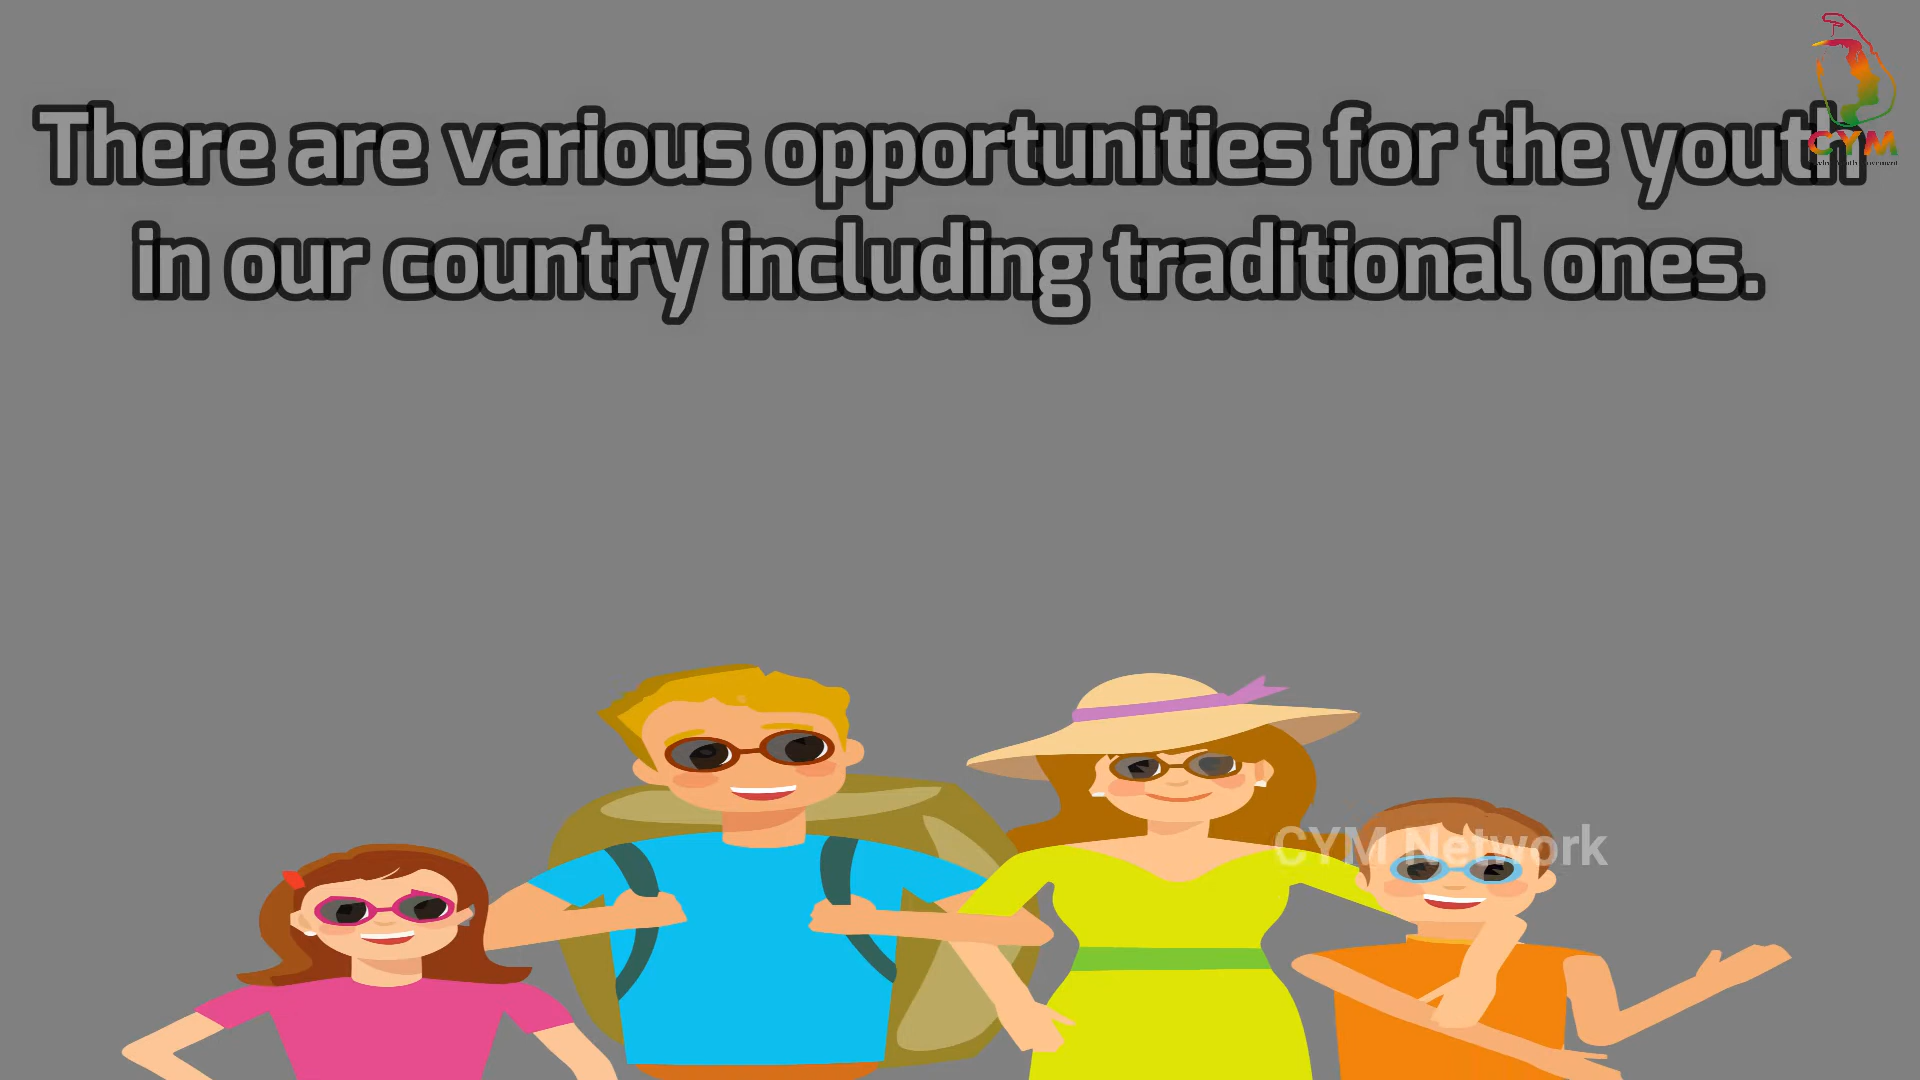 There are various opportunities for the youth
in our country including traditional ones.
CYM
CYM Network